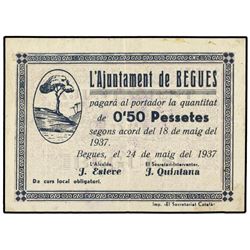 L'Ajuntament de BEGUES
pagará al portador la quantitat
de 0'50 Pessetes
segons acord del 18 de maig del
1937.
Begues, el 24 de maig del 1937
L'Alcalde, El Secretari-Interventor,
J. Esteve J. Quintana
De curs local obligatori.
Imp. «El Secretariat Català»